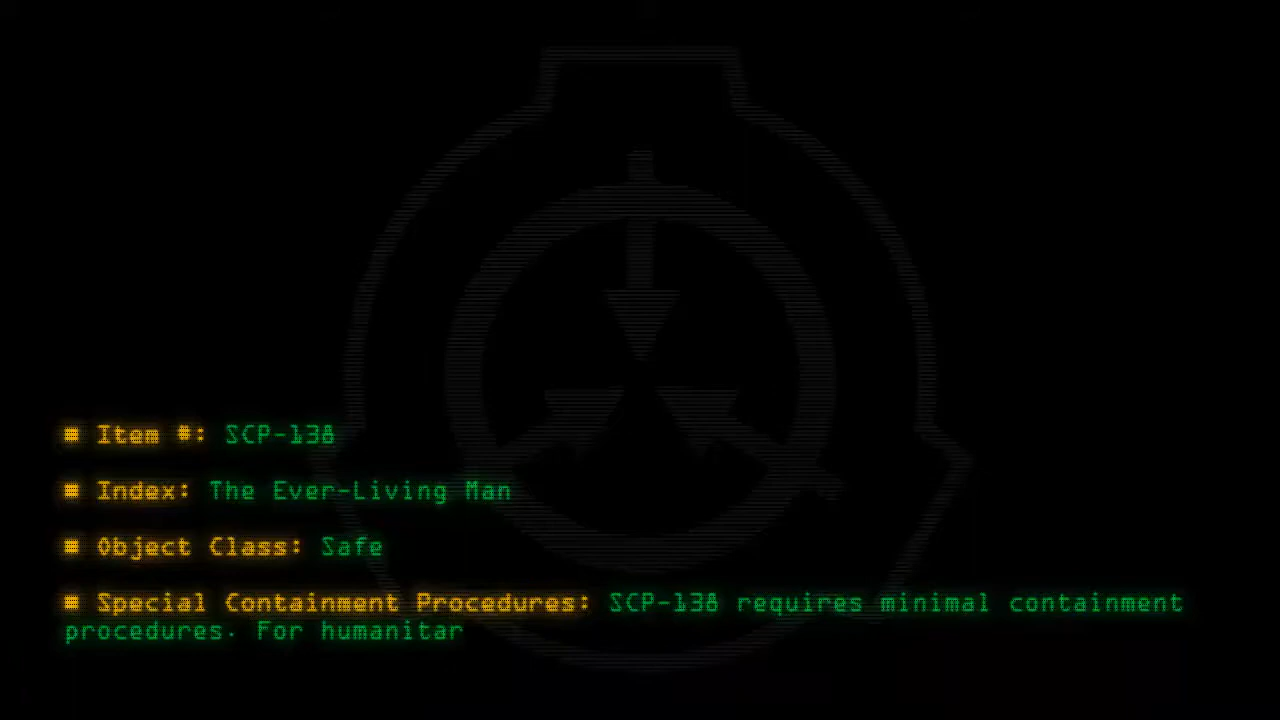 ■ Item #: SCP-138
■ Index: The Ever-Living Man
■ Object Class: Safe
■ Special Containment Procedures: SCP-138 requires minimal containment
procedures. For humanitar